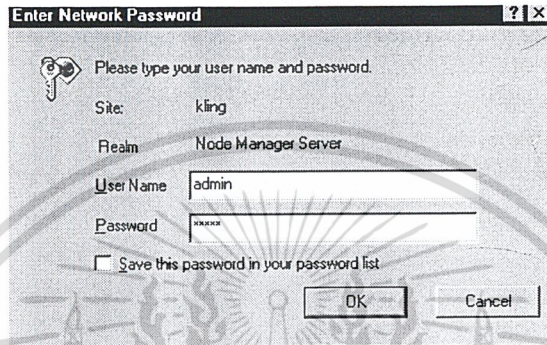 Enter Network Password ? X
Please type your user name and password.
Site: kling
Realm Node Manager Server
User Name admin
Password xxxxx
Save this password in your password list
OK Cancel